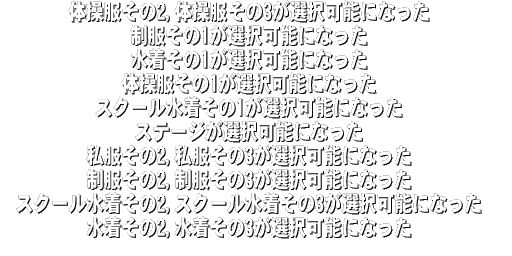 体操服その2, 体操服その3が選択可能になった
制服その1が選択可能になった
水着その1が選択可能になった
体操服その1が選択可能になった
スクール水着その1が選択可能になった
ステージが選択可能になった
私服その2, 私服その3が選択可能になった
制服その2, 制服その3が選択可能になった
スクール水着その2, スクール水着その3が選択可能になった
水着その2, 水着その3が選択可能になった